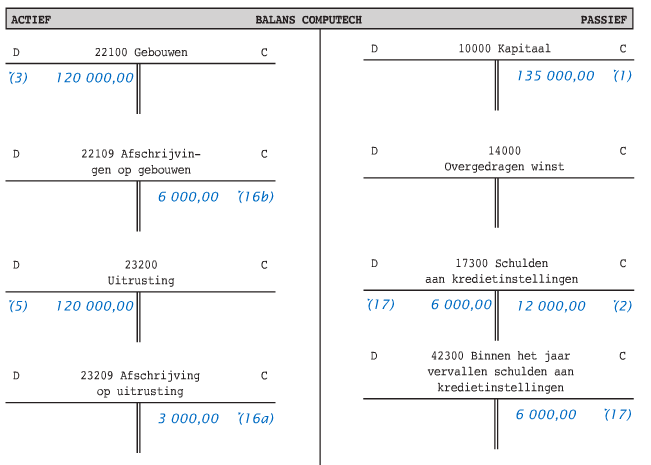 ACTIEF BALANS COMPUTECH PASSIEF
D 22100 Gebouwen C
*(3) 120 000,00
D 22109 Afschrijvin- C
gen op gebouwen
6 000,00 *(16b)
D 23200 C
Uitrusting
*(5) 120 000,00
D 23209 Afschrijving C
op uitrusting
3 000,00 *(16a)
D 10000 Kapitaal C
135 000,00 *(1)
D 14000 C
Overgedragen winst
D 17300 Schulden C
aan kredietinstellingen
*(17) 6 000,00 12 000,00 *(2)
D 42300 Binnen het jaar C
vervallen schulden aan
kredietinstellingen
6 000,00 *(17)